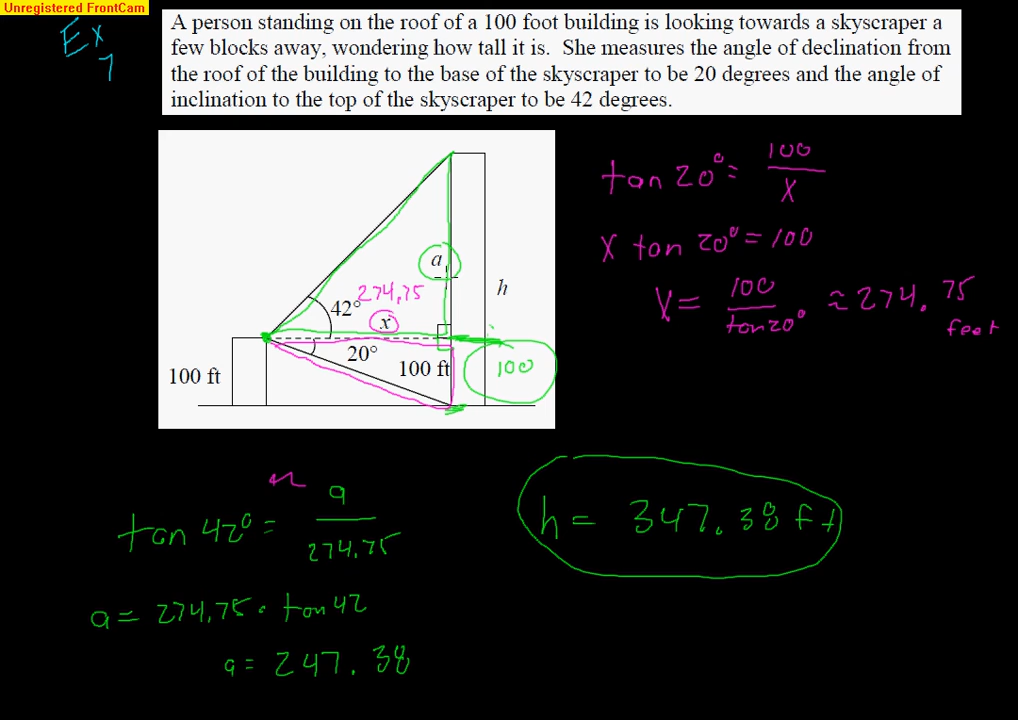 Unregistered FrontCam
Ex 7
A person standing on the roof of a 100 foot building is looking towards a skyscraper a
few blocks away, wondering how tall it is. She measures the angle of declination from
the roof of the building to the base of the skyscraper to be 20 degrees and the angle of
inclination to the top of the skyscraper to be 42 degrees.
a
h
274.75
42°
x
20°
100 ft
100 ft
100
tan 20° = 100/x
x tan 20° = 100
X = 100/tan 20° ≈ 274.75 feet
tan 42° = a/274.75
a = 274.75 · tan 42
a = 247.38
h = 347.38 ft